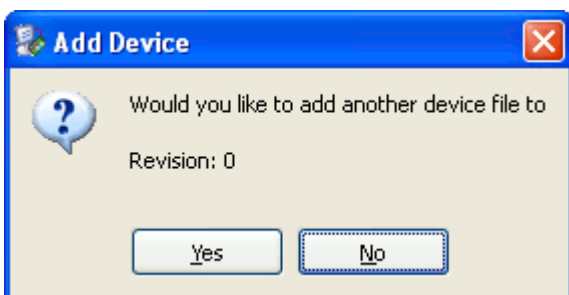 Add Device
Would you like to add another device file to
Revision: 0
Yes
No